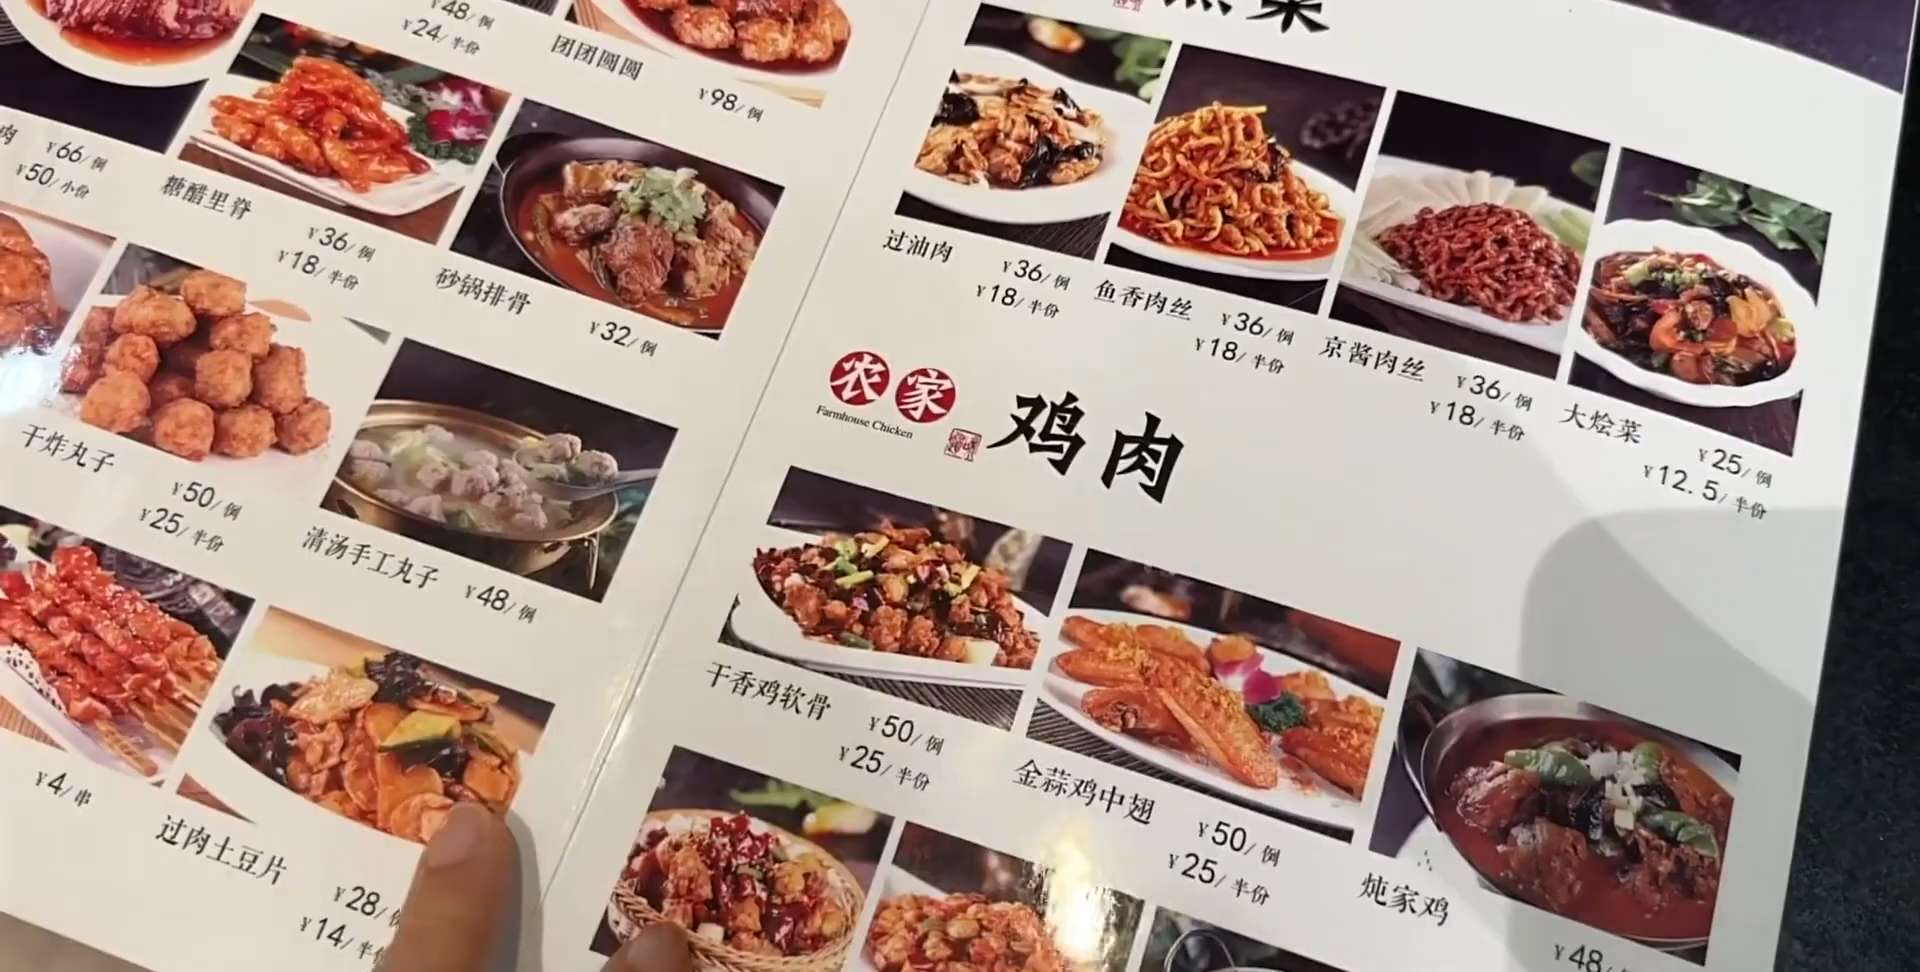 ¥48/例
¥24/半份
团团圆圆
¥98/例
肉
¥66/例
¥50/小份
糖醋里脊
¥36/例
¥18/半份
砂锅排骨
¥32/例
干炸丸子
¥50/例
¥25/半份
清汤手工丸子
¥48/例
¥4/串
过肉土豆片
¥28/例
¥14/半份
菜
过油肉
¥36/例
¥18/半份
鱼香肉丝
¥36/例
¥18/半份
京酱肉丝
¥36/例
¥18/半份
大烩菜
¥25/例
¥12.5/半份
农家
Farmhouse Chicken
鸡肉
干香鸡软骨
¥50/例
¥25/半份
金蒜鸡中翅
¥50/例
¥25/半份
炖家鸡
¥48/